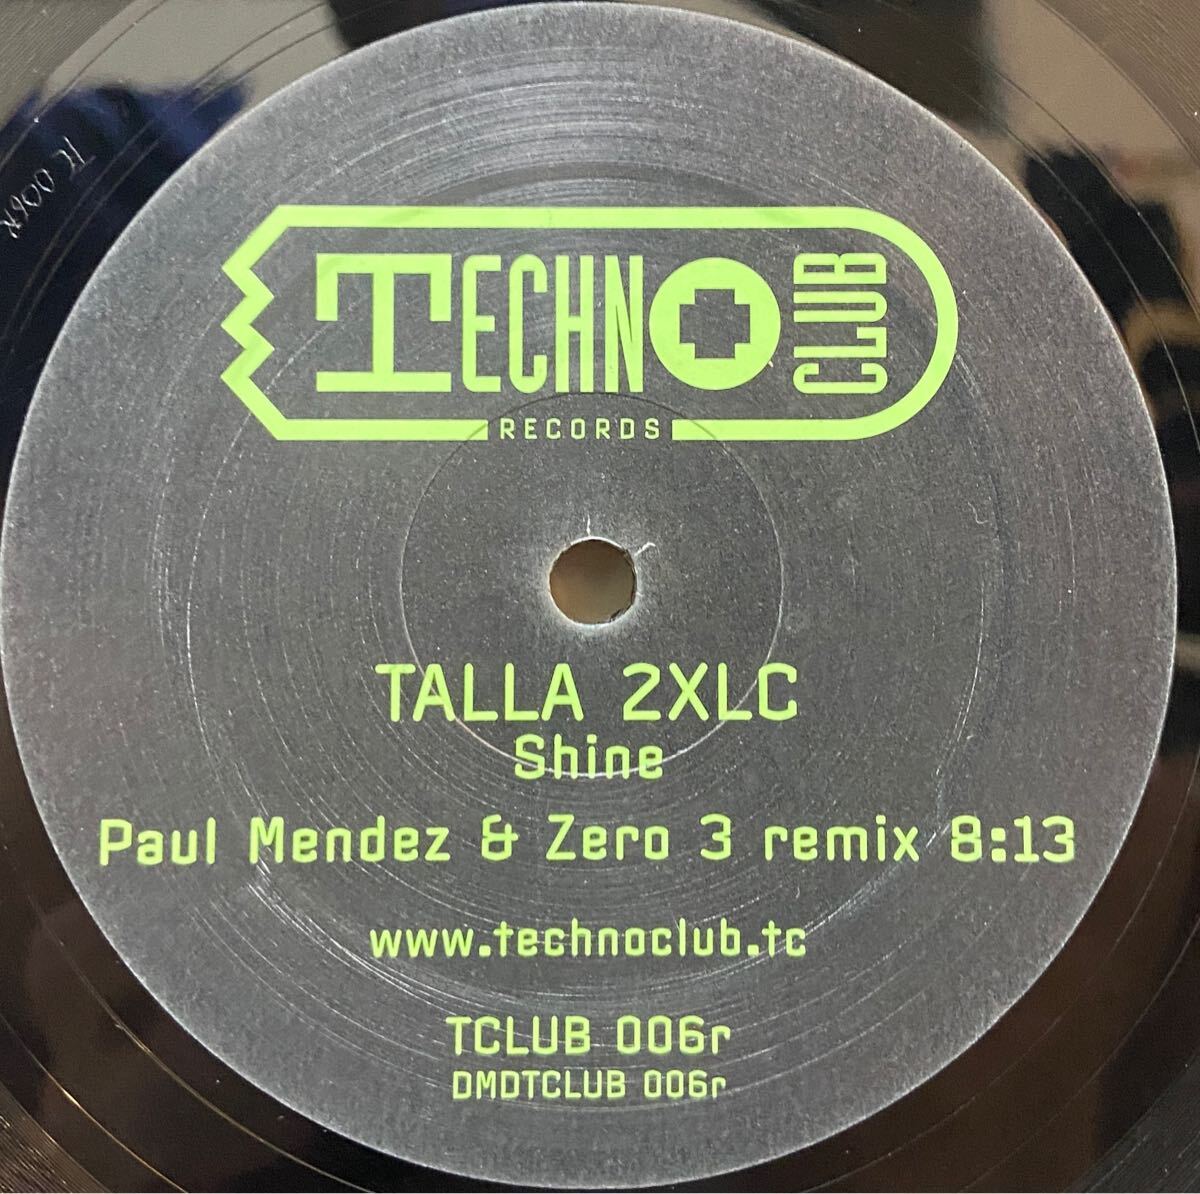 TECHNO CLUB
RECORDS
TALLA 2XLC
Shine
Paul Mendez & Zero 3 remix 8:13
www.technoclub.tc
TCLUB 006r
DMDTCLUB 006r